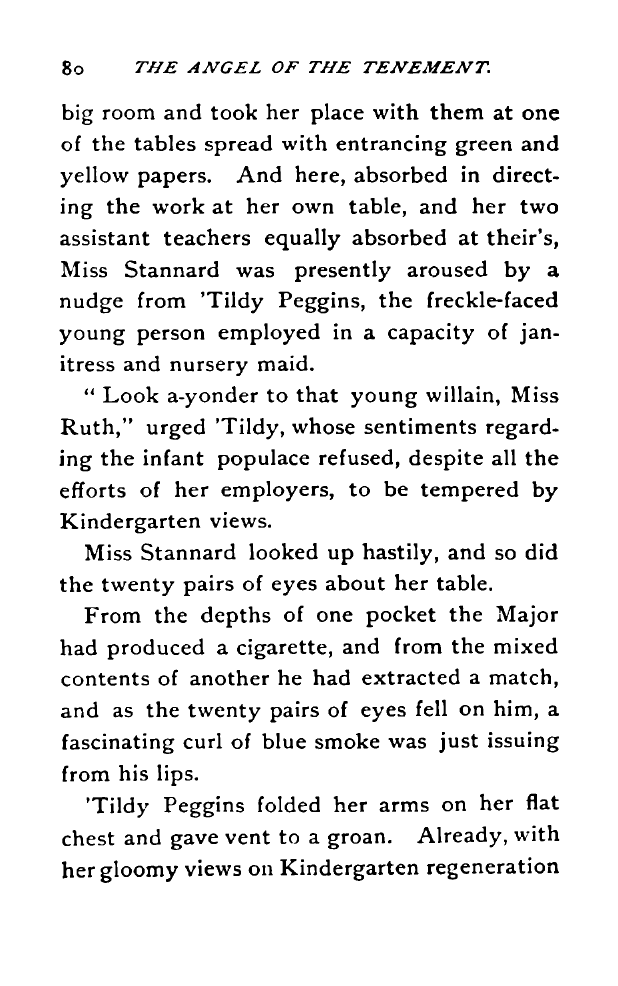 80 THE ANGEL OF THE TENEMENT.
big room and took her place with them at one
of the tables spread with entrancing green and
yellow papers. And here, absorbed in direct-
ing the work at her own table, and her two
assistant teachers equally absorbed at their's,
Miss Stannard was presently aroused by a
nudge from 'Tildy Peggins, the freckle-faced
young person employed in a capacity of jan-
itress and nursery maid.
“ Look a-yonder to that young willain, Miss
Ruth,” urged 'Tildy, whose sentiments regard-
ing the infant populace refused, despite all the
efforts of her employers, to be tempered by
Kindergarten views.
Miss Stannard looked up hastily, and so did
the twenty pairs of eyes about her table.
From the depths of one pocket the Major
had produced a cigarette, and from the mixed
contents of another he had extracted a match,
and as the twenty pairs of eyes fell on him, a
fascinating curl of blue smoke was just issuing
from his lips.
'Tildy Peggins folded her arms on her flat
chest and gave vent to a groan. Already, with
her gloomy views on Kindergarten regeneration